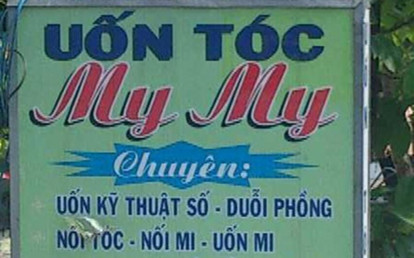 UỐN TÓC
My My
Chuyên:
UỐN KỸ THUẬT SỐ - DUỖI PHỒNG
NỐI TÓC - NỐI MI - UỐN MI